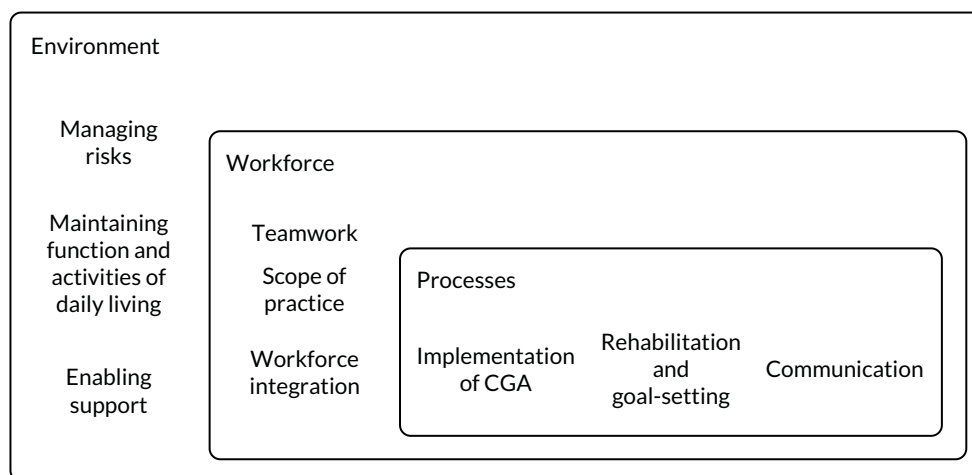 Environment
Managing
risks
Maintaining
function and
activities of
daily living
Enabling
support
Workforce
Teamwork
Scope of
practice
Workforce
integration
Processes
Implementation
of CGA
Rehabilitation
and
goal-setting
Communication